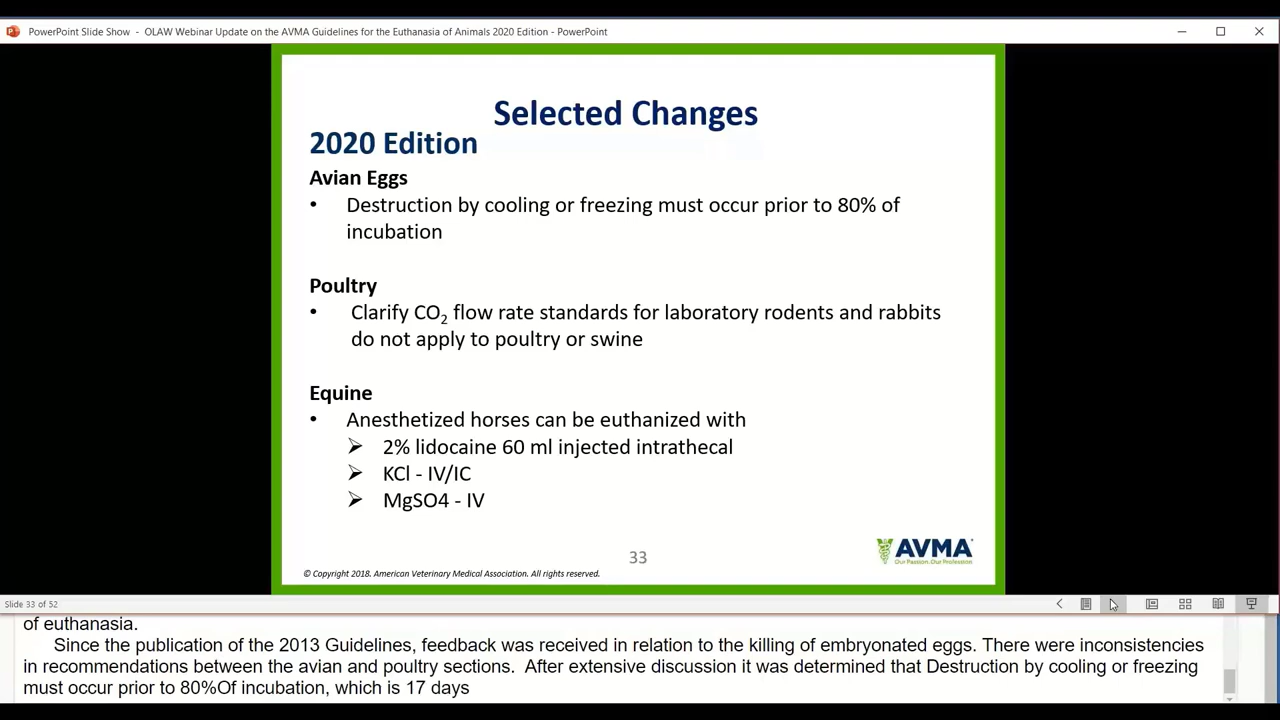 PowerPoint Slide Show - OLAW Webinar Update on the AVMA Guidelines for the Euthanasia of Animals 2020 Edition - PowerPoint
Selected Changes
2020 Edition
Avian Eggs
• Destruction by cooling or freezing must occur prior to 80% of
incubation
Poultry
• Clarify CO₂ flow rate standards for laboratory rodents and rabbits
do not apply to poultry or swine
Equine
• Anesthetized horses can be euthanized with
➢ 2% lidocaine 60 ml injected intrathecal
➢ KCl - IV/IC
➢ MgSO4 - IV
AVMA
Our Passion. Our Profession.
33
© Copyright 2018. American Veterinary Medical Association. All rights reserved.
Slide 33 of 52
of euthanasia.
Since the publication of the 2013 Guidelines, feedback was received in relation to the killing of embryonated eggs. There were inconsistencies
in recommendations between the avian and poultry sections. After extensive discussion it was determined that Destruction by cooling or freezing
must occur prior to 80%Of incubation, which is 17 days